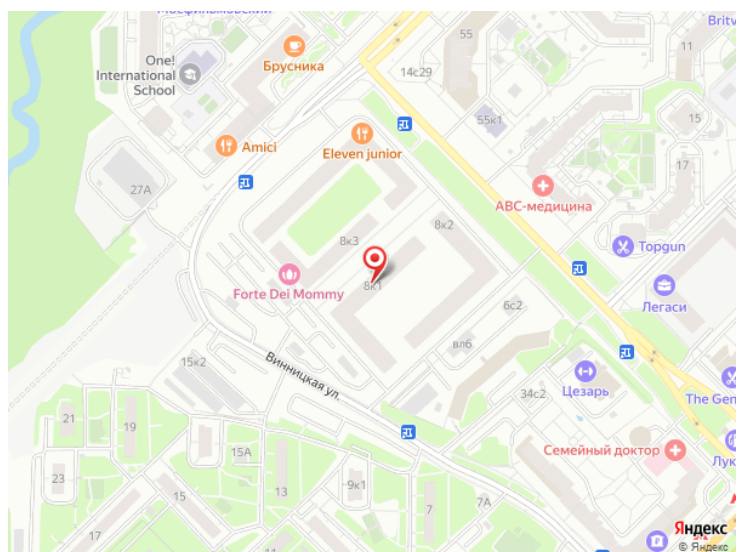 Мосфильмовский
One!
International
School
Брусника
55
14с29
11
Britv
55к1
15
Amici
Eleven junior
17
27А
АВС-медицина
8к2
8к3
Topgun
8к1
Forte Dei Mommy
Легаси
6с2
вл6
15к2
Винницкая ул.
Цезарь
The Gen
34с2
21
19
15А
Семейный доктор
Лук
23
9к1
13
15
7
7А
17
Яндекс
© Яндекс